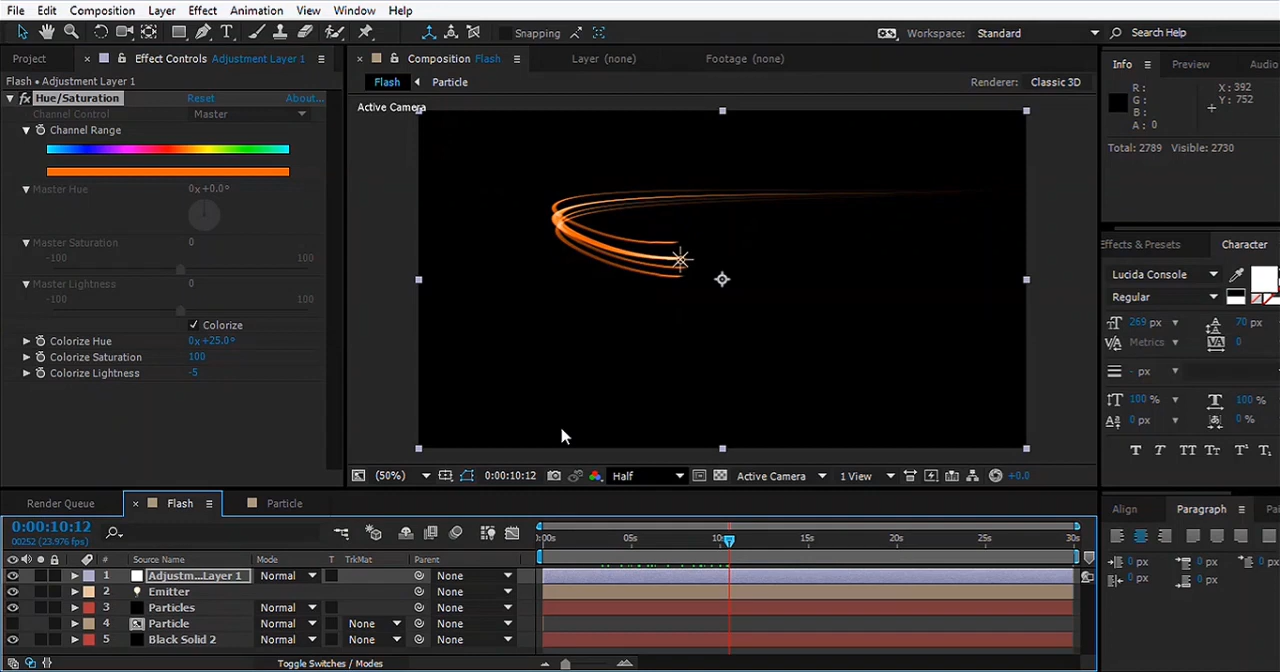 File Edit Composition Layer Effect Animation View Window Help
Snapping Workspace: Standard Search Help
Project × Effect Controls Adjustment Layer 1 × Composition Flash Layer (none) Footage (none) Info Preview Audio
Flash • Adjustment Layer 1 Flash Particle Renderer: Classic 3D
fx Hue/Saturation Reset About...
Channel Control Master
Channel Range
Master Hue 0x+0.0°
Master Saturation 0
-100 100
Master Lightness 0
-100 100
Colorize
Colorize Hue 0x+25.0°
Colorize Saturation 100
Colorize Lightness -5
Active Camera
(50%) 0:00:10:12 Half Active Camera 1 View +0.0
R: X: 392
G: Y: 752
B:
A: 0
Total: 2789 Visible: 2730
Effects & Presets Character
Lucida Console
Regular
269 px 70 px
Metrics 0
- px
100 % 100 %
0 px 0 %
T T TT Tr T¹ T₁
Align Paragraph
0 px 0 px
0 px 0 px
Render Queue × Flash Particle
0:00:10:12
00252 (23.976 fps)
:00s 05s 10s 15s 20s 25s 30s
# Source Name Mode T TrkMat Parent
1 Adjustm...Layer 1 Normal None
2 Emitter None
3 Particles Normal None
4 Particle Normal None None
5 Black Solid 2 Normal None None
Toggle Switches / Modes